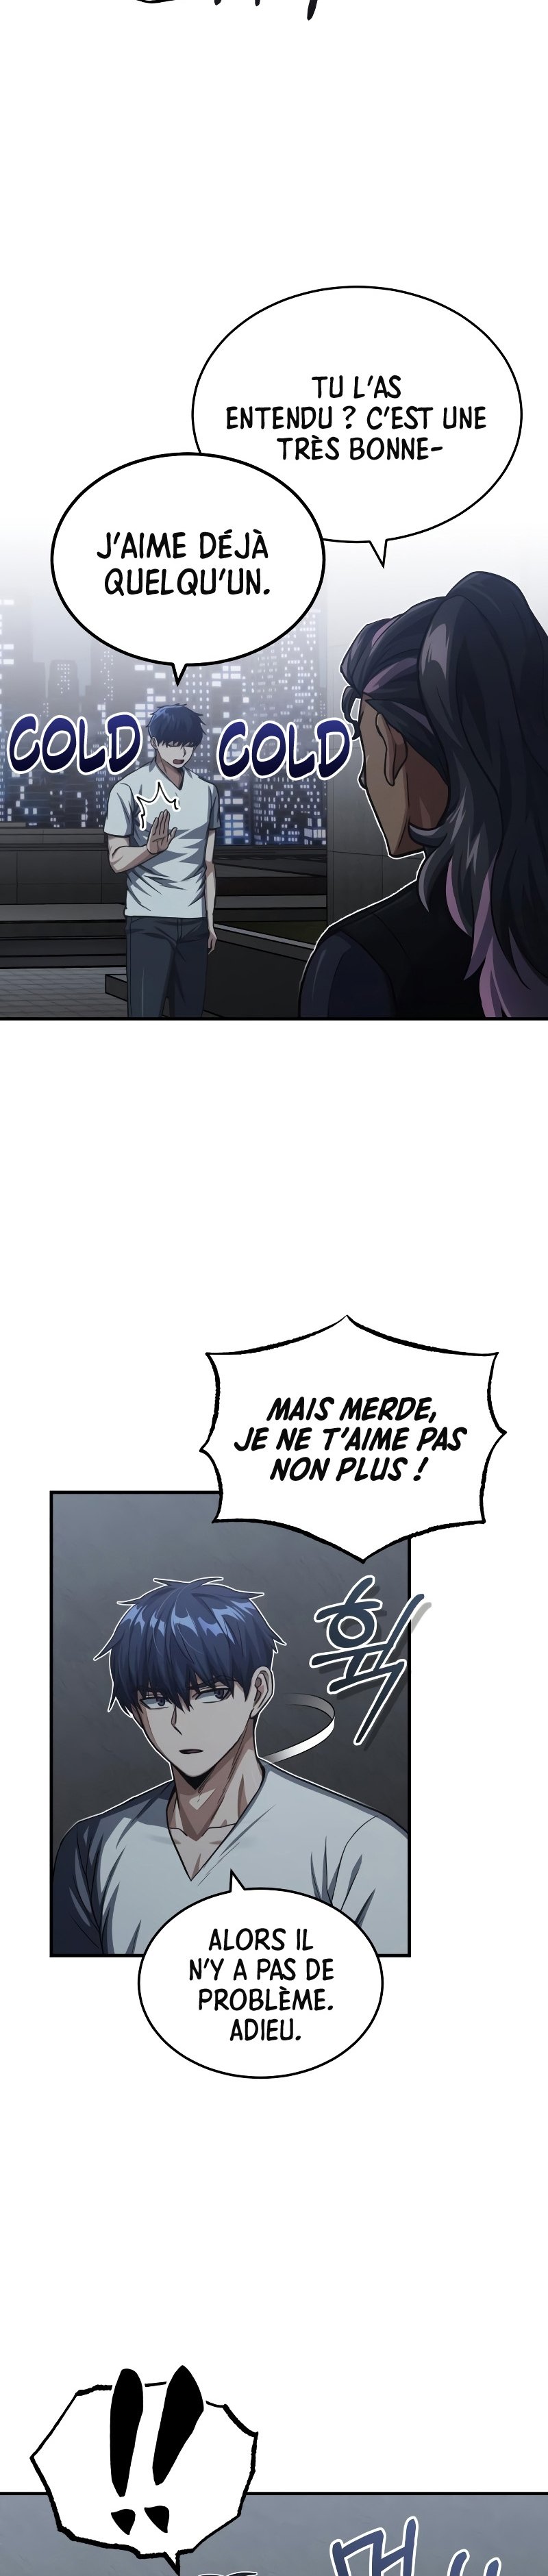 TU L'AS
ENTENDU ? C'EST UNE
TRÈS BONNE-
J'AIME DÉJÀ
QUELQU'UN.
COLD
COLD
MAIS MERDE,
JE NE T'AIME PAS
NON PLUS !
휙
ALORS IL
N'Y A PAS DE
PROBLÈME.
ADIEU.
!!